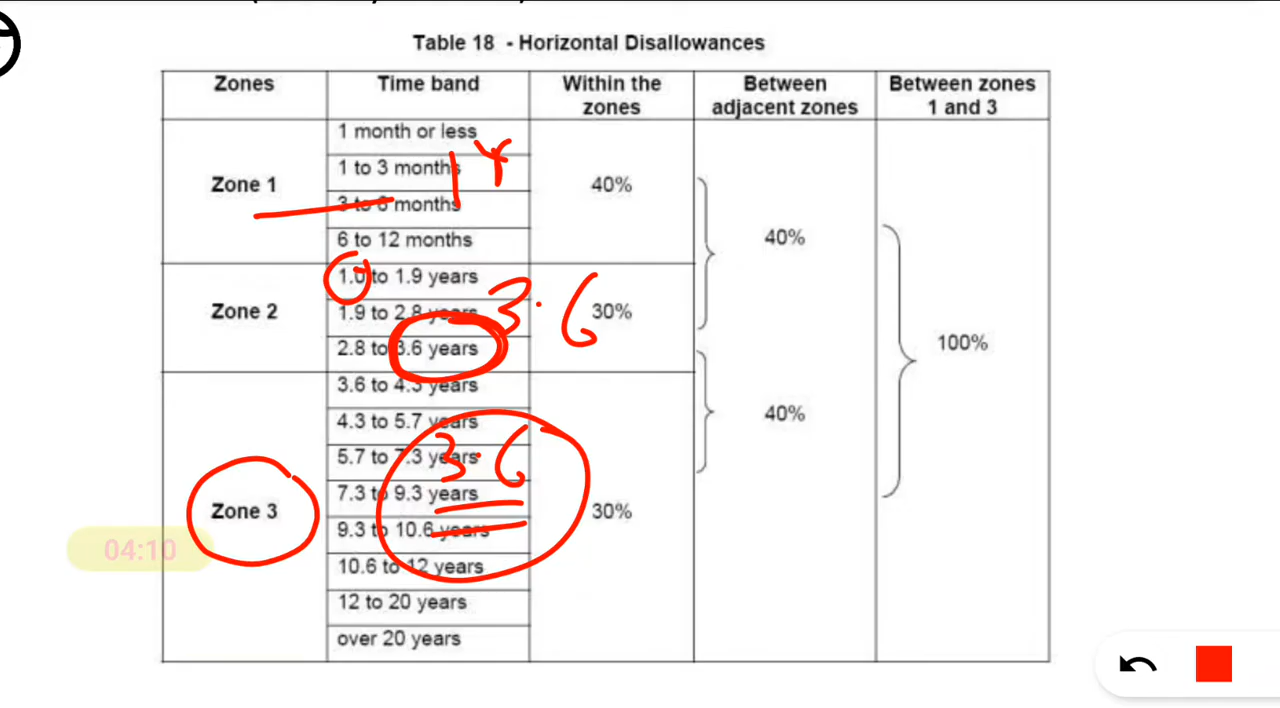 Table 18 - Horizontal Disallowances
Zones Time band Within the zones Between adjacent zones Between zones 1 and 3
1 month or less
1 to 3 months
Zone 1 40%
3 to 6 months
40%
6 to 12 months
1.0 to 1.9 years
Zone 2 1.9 to 2.8 years 3.6 30%
2.8 to 3.6 years 100%
3.6 to 4.3 years
4.3 to 5.7 years 40%
5.7 to 7.3 years 3.6
7.3 to 9.3 years
Zone 3 30%
9.3 to 10.6 years
04:10
10.6 to 12 years
12 to 20 years
over 20 years